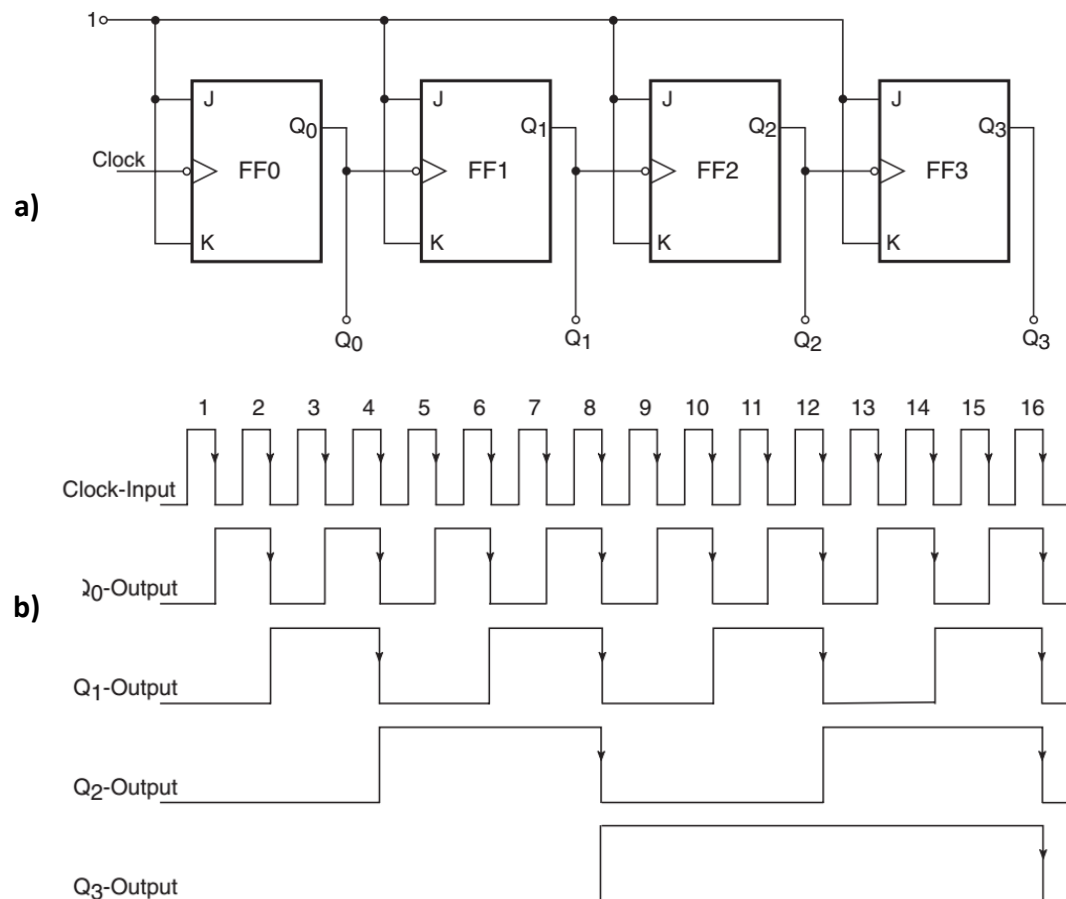 1
J J J J
Q0 Q1 Q2 Q3
Clock FF0 FF1 FF2 FF3
a)
K K K K
Q0 Q1 Q2 Q3
1 2 3 4 5 6 7 8 9 10 11 12 13 14 15 16
Clock-Input
Q0-Output
b)
Q1-Output
Q2-Output
Q3-Output